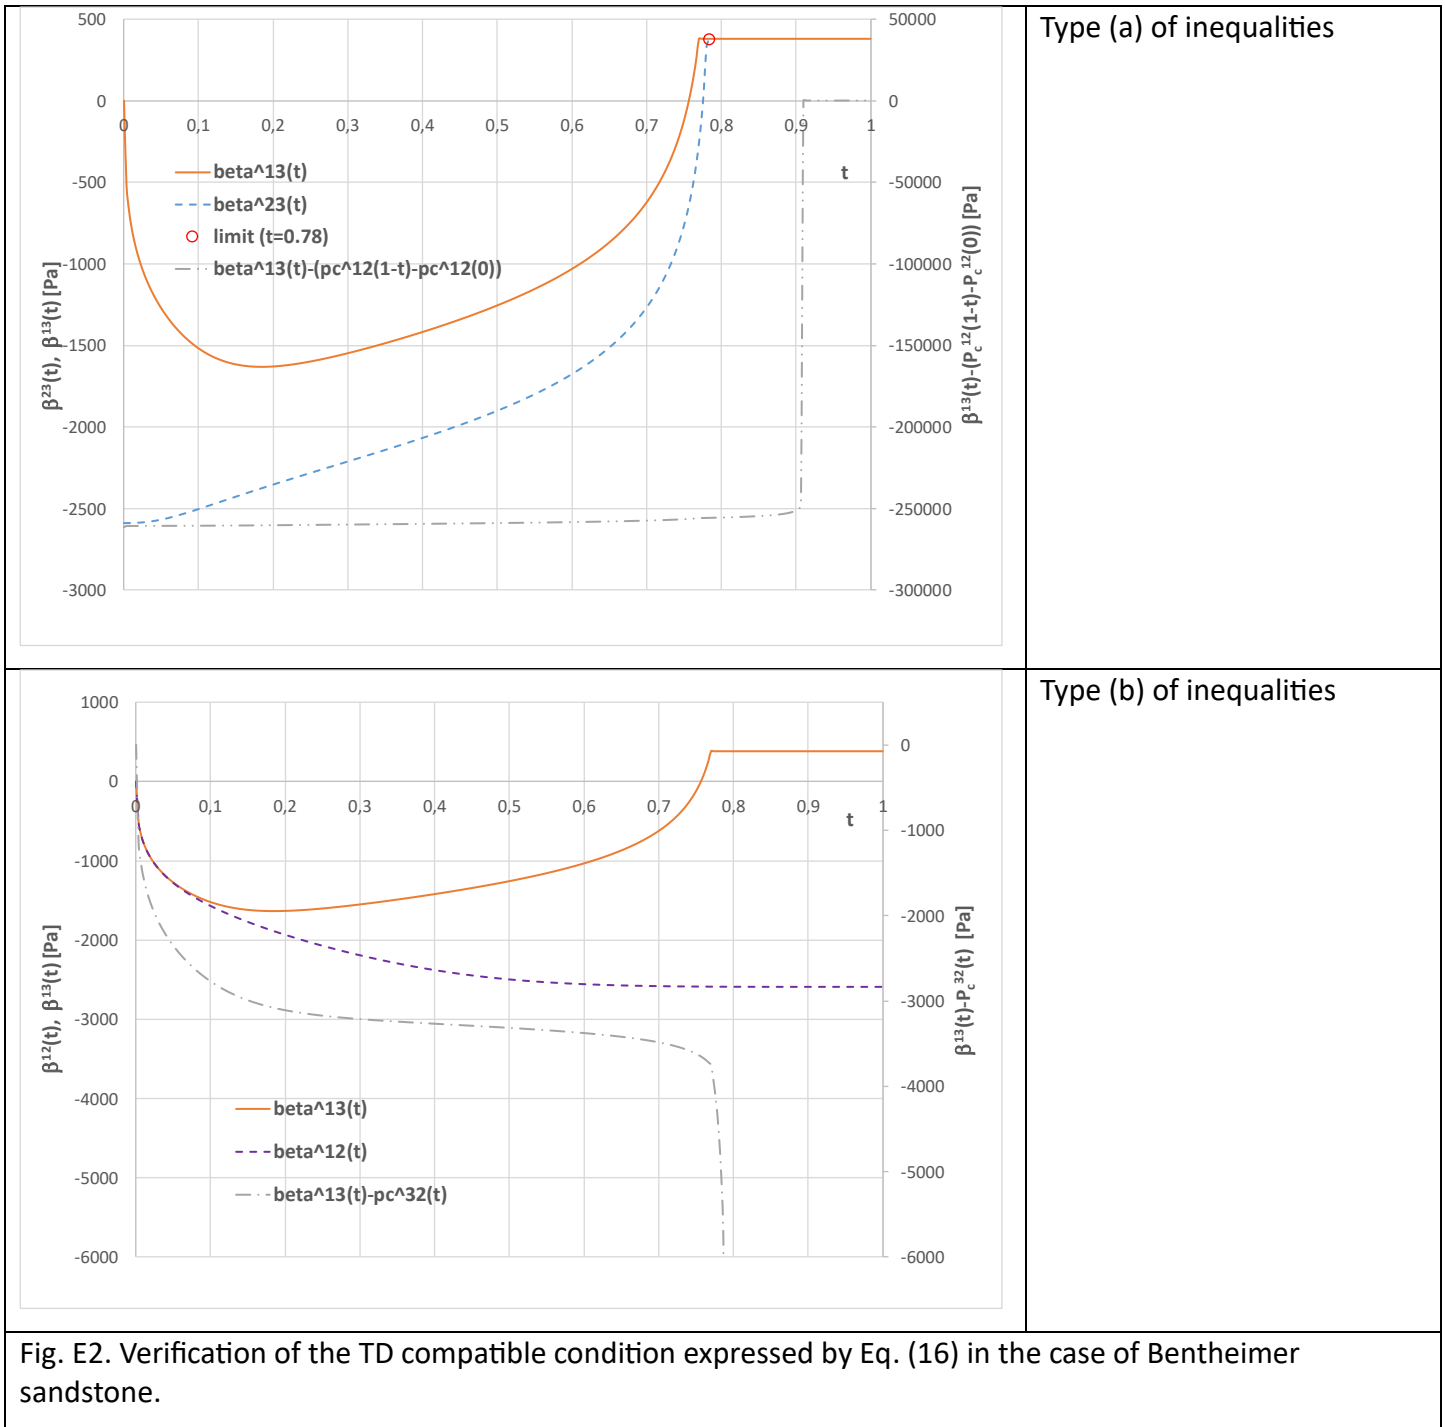 500
0
-500
-1000
-1500
-2000
-2500
-3000
50000
0
-50000
-100000
-150000
-200000
-250000
-300000
0 0,1 0,2 0,3 0,4 0,5 0,6 0,7 0,8 0,9 1
t
beta^13(t)
beta^23(t)
limit (t=0.78)
beta^13(t)-(pc^12(1-t)-pc^12(0))
β²³(t), β¹³(t) [Pa]
β¹³(t)-(P_c¹²(1-t)-P_c¹²(0)) [Pa]
Type (a) of inequalities
1000
0
-1000
-2000
-3000
-4000
-5000
-6000
0
-1000
-2000
-3000
-4000
-5000
-6000
0 0,1 0,2 0,3 0,4 0,5 0,6 0,7 0,8 0,9 1
t
beta^13(t)
beta^12(t)
beta^13(t)-pc^32(t)
β¹²(t), β¹³(t) [Pa]
β¹³(t)-P_c³²(t) [Pa]
Type (b) of inequalities
Fig. E2. Verification of the TD compatible condition expressed by Eq. (16) in the case of Bentheimer
sandstone.